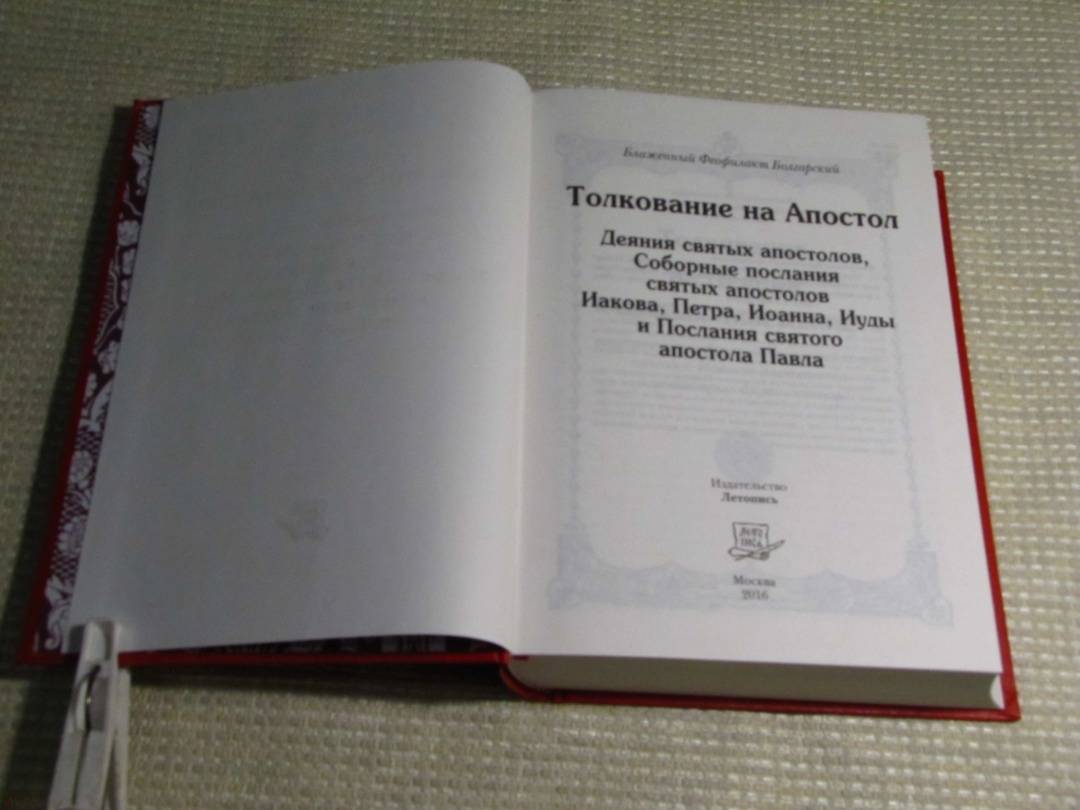 Блаженный Феофилакт Болгарский
Толкование на Апостол
Деяния святых апостолов,
Соборные послания
святых апостолов
Иакова, Петра, Иоанна, Иуды
и Послания святого
апостола Павла
Издательство
Летопись
Москва
2016